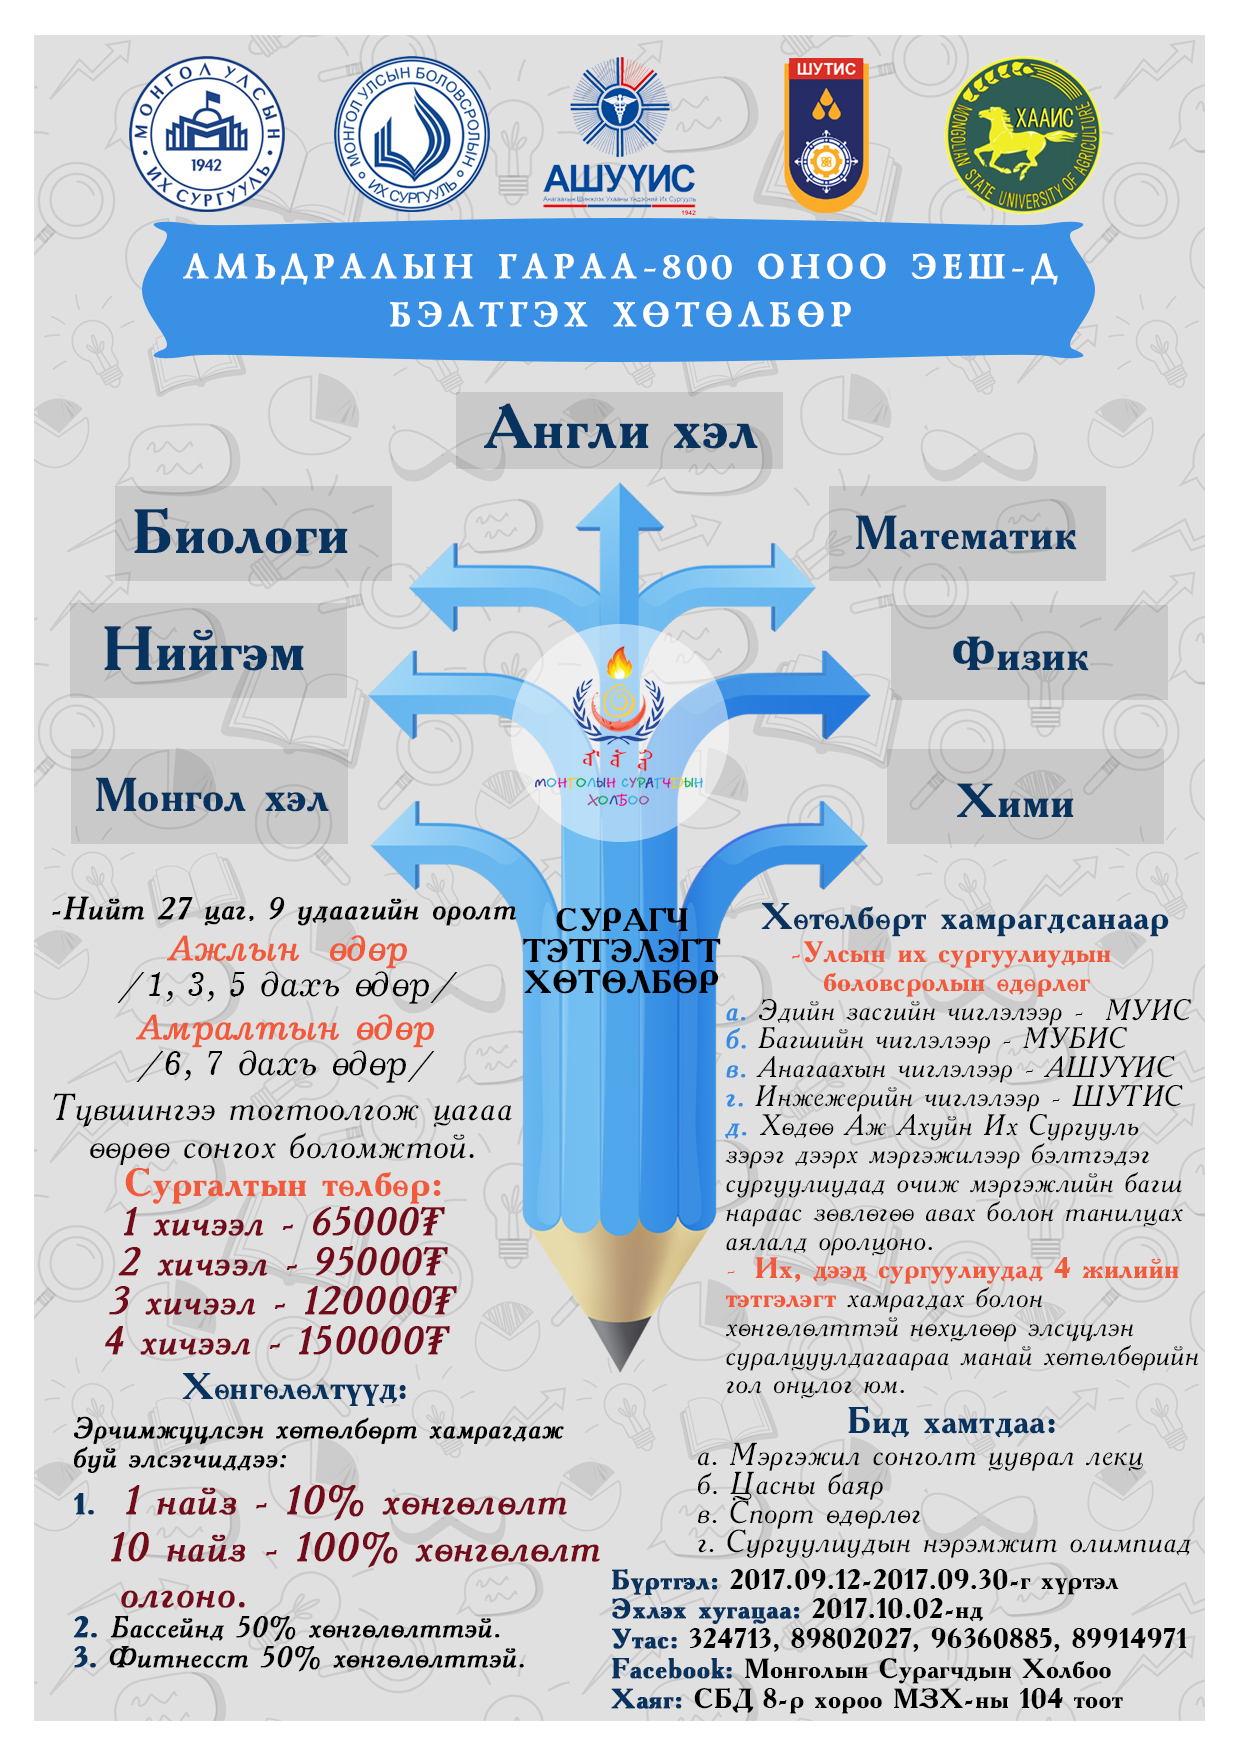 МОНГОЛ УЛСЫН
1942
ИХ СУРГУУЛЬ
МОНГОЛ УЛСЫН БОЛОВСРОЛЫН
ИХ СУРГУУЛЬ
АШУҮИС
Анагаахын Шинжлэх Ухааны Үндэсний Их Сургууль
1942
ШУТИС
ХААИС
MONGOLIAN STATE UNIVERSITY OF AGRICULTURE
АМЬДРАЛЫН ГАРАА-800 ОНОО ЭЕШ-Д
БЭЛТГЭХ ХӨТӨЛБӨР
Англи хэл
Биологи
Математик
Нийгэм
Физик
Монгол хэл
Хими
МОНГОЛЫН СУРАГЧДЫН
ХОЛБОО
СУРАГЧ
ТЭТГЭЛЭГТ
ХӨТӨЛБӨР
-Нийт 27 цаг, 9 удаагийн оролт
Ажлын өдөр
/1, 3, 5 дахь өдөр/
Амралтын өдөр
/6, 7 дахь өдөр/
Түвшингээ тогтоолгож цагаа
өөрөө сонгох боломжтой.
Сургалтын төлбөр:
1 хичээл - 65000₮
2 хичээл - 95000₮
3 хичээл - 120000₮
4 хичээл - 150000₮
Хөнгөлөлтүүд:
Эрчимжүүлсэн хөтөлбөрт хамрагдаж
буй элсэгчиддээ:
1. 1 найз - 10% хөнгөлөлт
10 найз - 100% хөнгөлөлт
олгоно.
2. Бассейнд 50% хөнгөлөлттэй.
3. Фитнесст 50% хөнгөлөлттэй.
Хөтөлбөрт хамрагдсанаар
-Улсын их сургуулиудын
боловсролын өдөрлөг
а. Эдийн засгийн чиглэлээр - МУИС
б. Багшийн чиглэлээр - МУБИС
в. Анагаахын чиглэлээр - АШУҮИС
г. Инжежерийн чиглэлээр - ШУТИС
д. Хөдөө Аж Ахуйн Их Сургууль
зэрэг дээрх мэргэжилээр бэлтгэдэг
сургуулиудад очиж мэргэжлийн багш
нараас зөвлөгөө авах болон танилцах
аялалд оролцоно.
- Их, дээд сургуулиудад 4 жилийн
тэтгэлэгт хамрагдах болон
хөнгөлөлттэй нөхцлөөр элсүүлэн
суралцуулдагаараа манай хөтөлбөрийн
гол онцлог юм.
Бид хамтдаа:
а. Мэргэжил сонголт цуврал лекц
б. Цасны баяр
в. Спорт өдөрлөг
г. Сургуулиудын нэрэмжит олимпиад
Бүртгэл: 2017.09.12-2017.09.30-г хүртэл
Эхлэх хугацаа: 2017.10.02-нд
Утас: 324713, 89802027, 96360885, 89914971
Facebook: Монголын Сурагчдын Холбоо
Хаяг: СБД 8-р хороо МЗХ-ны 104 тоот